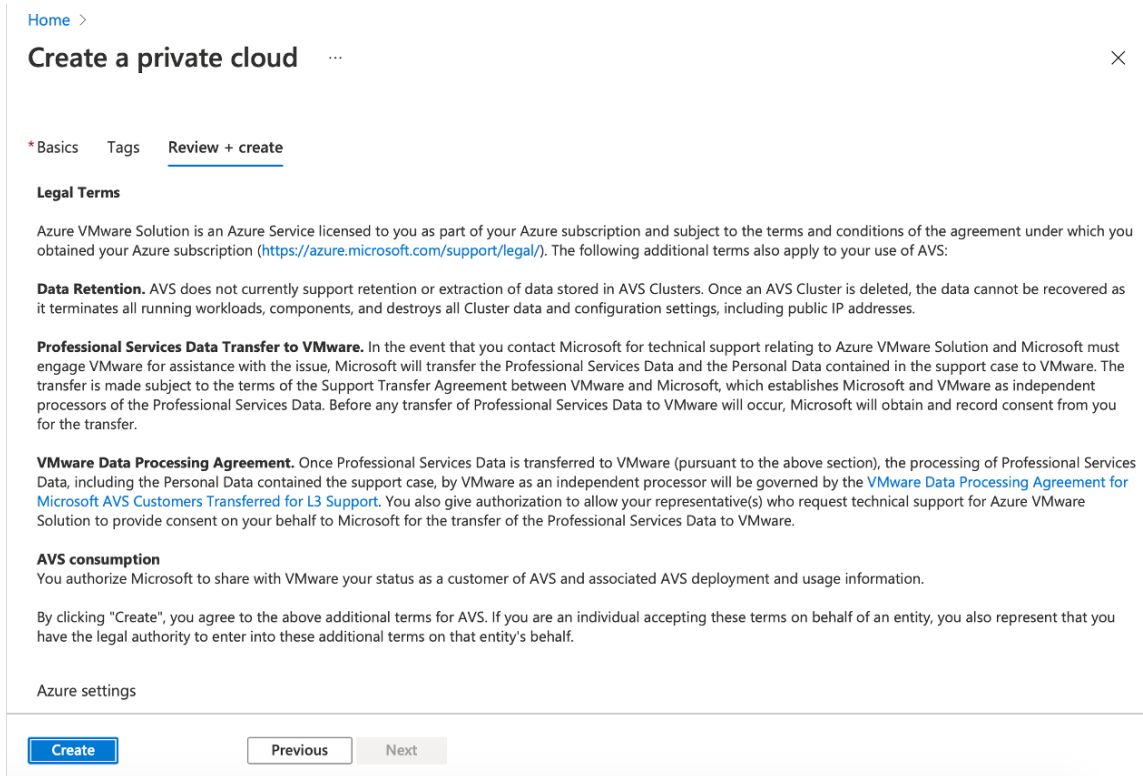 Home >
Create a private cloud ...
* Basics Tags Review + create
Legal Terms
Azure VMware Solution is an Azure Service licensed to you as part of your Azure subscription and subject to the terms and conditions of the agreement under which you
obtained your Azure subscription (https://azure.microsoft.com/support/legal/). The following additional terms also apply to your use of AVS:
Data Retention. AVS does not currently support retention or extraction of data stored in AVS Clusters. Once an AVS Cluster is deleted, the data cannot be recovered as
it terminates all running workloads, components, and destroys all Cluster data and configuration settings, including public IP addresses.
Professional Services Data Transfer to VMware. In the event that you contact Microsoft for technical support relating to Azure VMware Solution and Microsoft must
engage VMware for assistance with the issue, Microsoft will transfer the Professional Services Data and the Personal Data contained in the support case to VMware. The
transfer is made subject to the terms of the Support Transfer Agreement between VMware and Microsoft, which establishes Microsoft and VMware as independent
processors of the Professional Services Data. Before any transfer of Professional Services Data to VMware will occur, Microsoft will obtain and record consent from you
for the transfer.
VMware Data Processing Agreement. Once Professional Services Data is transferred to VMware (pursuant to the above section), the processing of Professional Services
Data, including the Personal Data contained the support case, by VMware as an independent processor will be governed by the VMware Data Processing Agreement for
Microsoft AVS Customers Transferred for L3 Support. You also give authorization to allow your representative(s) who request technical support for Azure VMware
Solution to provide consent on your behalf to Microsoft for the transfer of the Professional Services Data to VMware.
AVS consumption
You authorize Microsoft to share with VMware your status as a customer of AVS and associated AVS deployment and usage information.
By clicking "Create", you agree to the above additional terms for AVS. If you are an individual accepting these terms on behalf of an entity, you also represent that you
have the legal authority to enter into these additional terms on that entity's behalf.
Azure settings
Create Previous Next